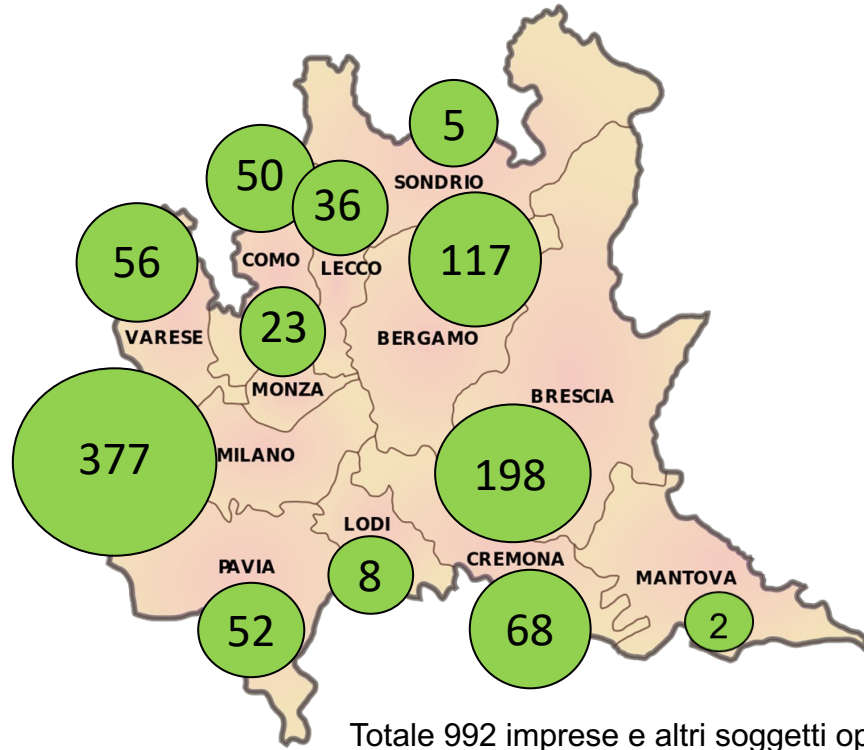 5
50
SONDRIO
36
56
COMO
LECCO
117
23
VARESE
BERGAMO
MONZA
BRESCIA
377
MILANO
198
LODI
PAVIA
8
CREMONA
MANTOVA
52
68
2
Totale 992 imprese e altri soggetti op